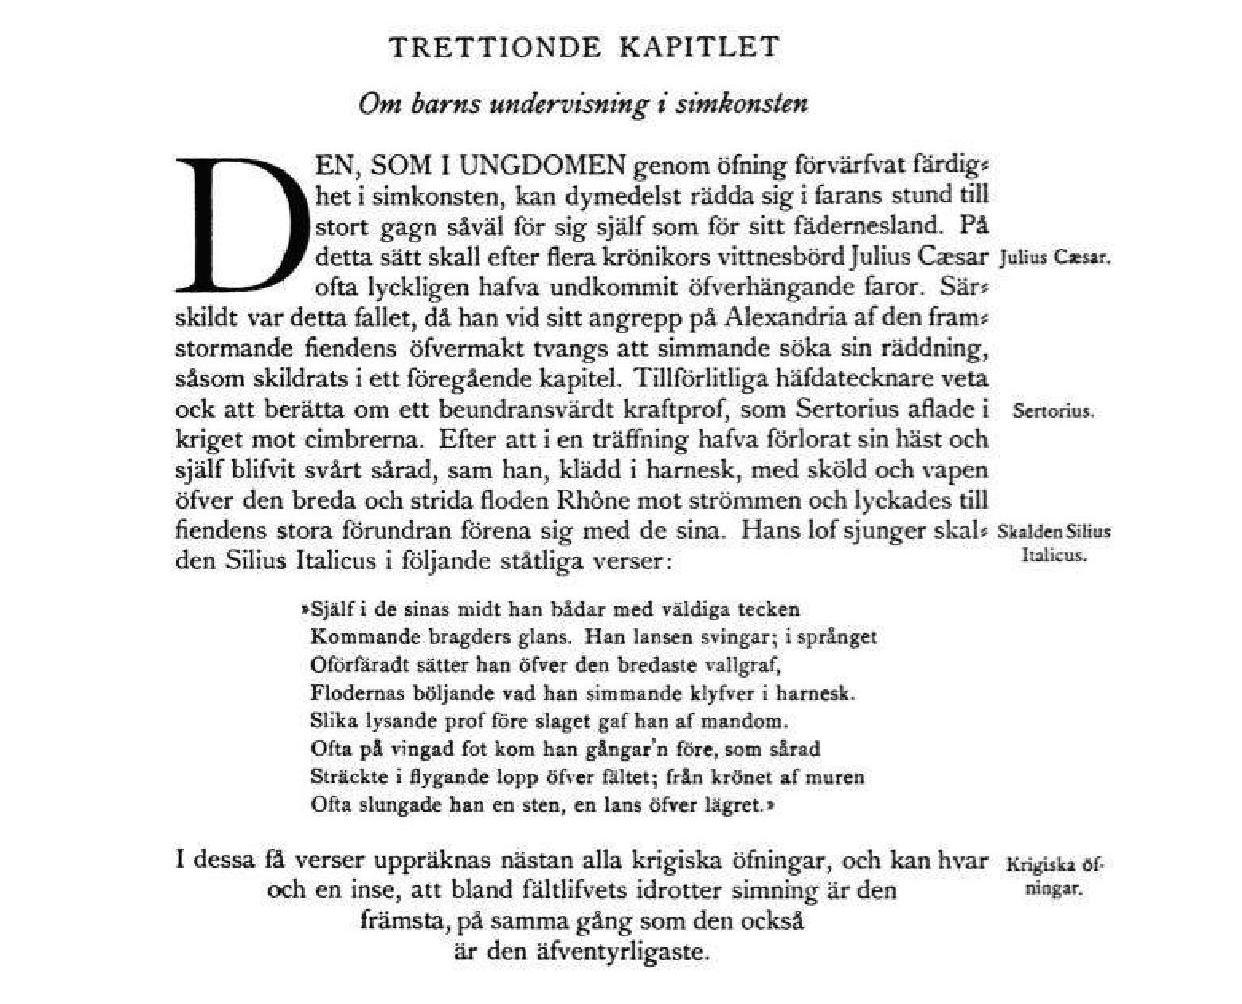 TRETTIONDE KAPITLET
Om barns undervisning i simkonsten
DEN, SOM I UNGDOMEN genom öfning förvärfvat färdig⸗
het i simkonsten, kan dymedelst rädda sig i farans stund till
stort gagn såväl för sig själf som för sitt fädernesland. På
detta sätt skall efter flera krönikors vittnesbörd Julius Cæsar
Julius Cæsar.
ofta lyckligen hafva undkommit öfverhängande faror. Sär⸗
skildt var detta fallet, då han vid sitt angrepp på Alexandria af den fram⸗
stormande fiendens öfvermakt tvangs att simmande söka sin räddning,
såsom skildrats i ett föregående kapitel. Tillförlitliga häfdatecknare veta
ock att berätta om ett beundransvärdt kraftprof, som Sertorius aflade i
Sertorius.
kriget mot cimbrerna. Efter att i en träffning hafva förlorat sin häst och
själf blifvit svårt sårad, sam han, klädd i harnesk, med sköld och vapen
öfver den breda och strida floden Rhône mot strömmen och lyckades till
fiendens stora förundran förena sig med de sina. Hans lof sjunger skal⸗
Skalden Silius
den Silius Italicus i följande ståtliga verser:
Italicus.
»Själf i de sinas midt han bådar med väldiga tecken
Kommande bragders glans. Han lansen svingar; i språnget
Oförfäradt sätter han öfver den bredaste vallgraf,
Flodernas böljande vad han simmande klyfver i harnesk.
Slika lysande prof före slaget gaf han af mandom.
Ofta på vingad fot kom han gångar'n före, som sårad
Sträckte i flygande lopp öfver fältet; från krönet af muren
Ofta slungade han en sten, en lans öfver lägret.»
I dessa få verser uppräknas nästan alla krigiska öfningar, och kan hvar
Krigiska öf-
och en inse, att bland fältlifvets idrotter simning är den
ningar.
främsta, på samma gång som den också
är den äfventyrligaste.